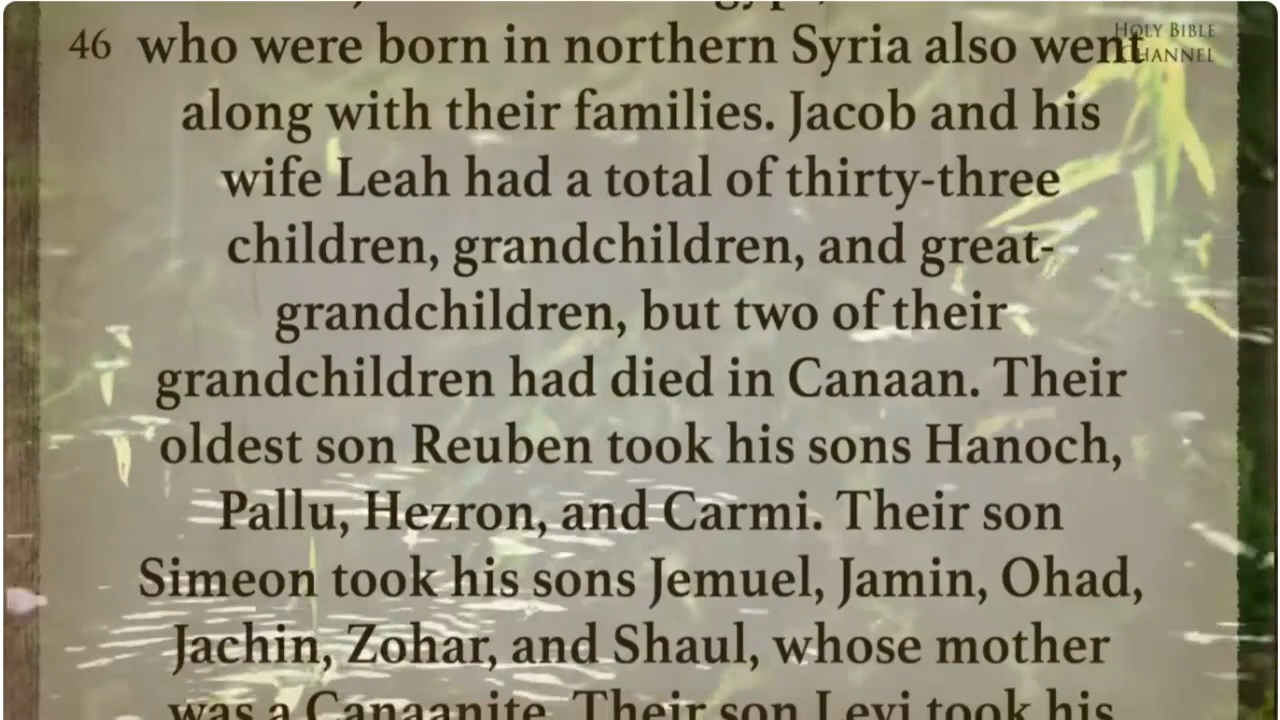 46 who were born in northern Syria also went
HOLY BIBLE
CHANNEL
along with their families. Jacob and his
wife Leah had a total of thirty-three
children, grandchildren, and great-
grandchildren, but two of their
grandchildren had died in Canaan. Their
oldest son Reuben took his sons Hanoch,
Pallu, Hezron, and Carmi. Their son
Simeon took his sons Jemuel, Jamin, Ohad,
Jachin, Zohar, and Shaul, whose mother
was a Canaanite. Their son Levi took his